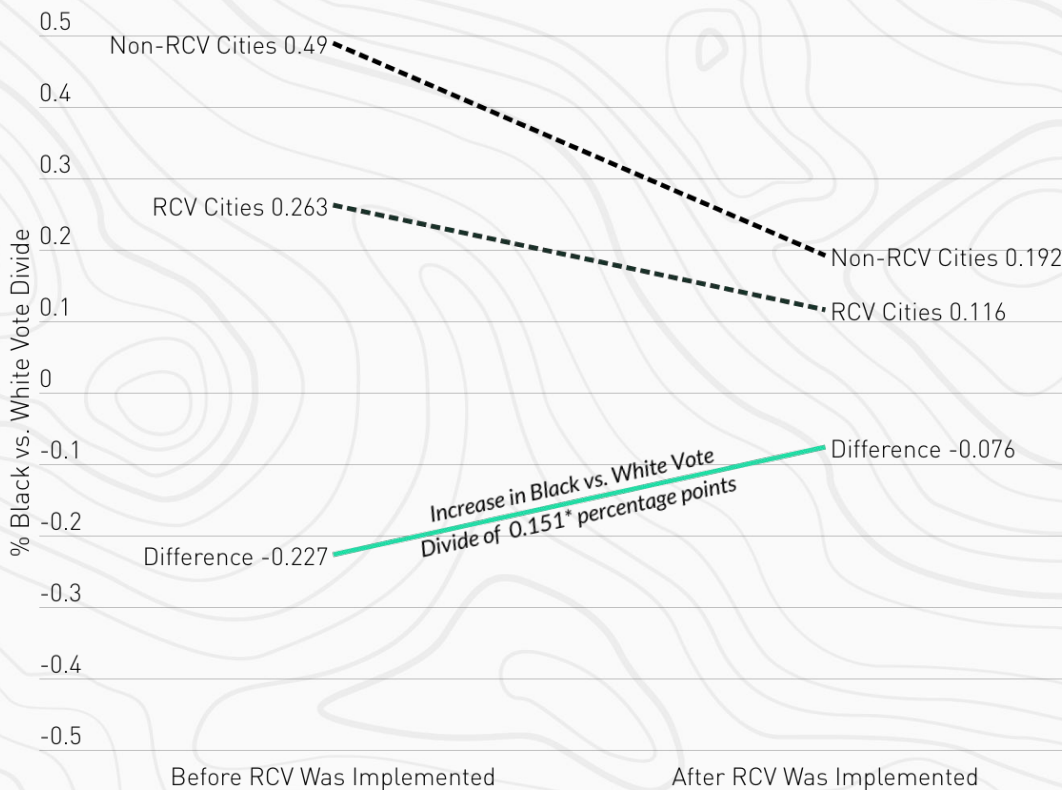 0.5
Non-RCV Cities 0.49
0.4
0.3
RCV Cities 0.263
0.2
Non-RCV Cities 0.192
0.1
RCV Cities 0.116
0
% Black vs. White Vote Divide
-0.1
Difference -0.076
Increase in Black vs. White Vote
Divide of 0.151* percentage points
-0.2
Difference -0.227
-0.3
-0.4
-0.5
Before RCV Was Implemented
After RCV Was Implemented